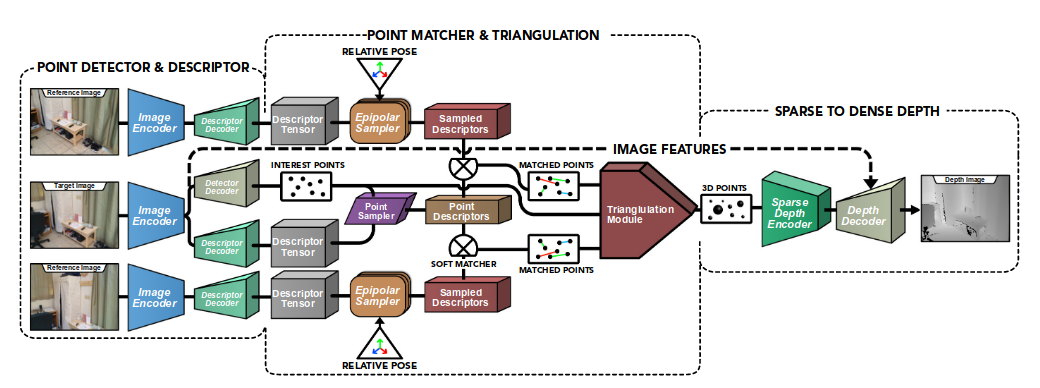 POINT MATCHER & TRIANGULATION
RELATIVE POSE
POINT DETECTOR & DESCRIPTOR
Reference Image
Image
Encoder
Descriptor
Decoder
Descriptor
Tensor
Epipolar
Sampler
Sampled
Descriptors
SPARSE TO DENSE DEPTH
IMAGE FEATURES
Target Image
Image
Encoder
Detector
Decoder
INTEREST POINTS
Descriptor
Decoder
Descriptor
Tensor
Point
Sampler
Point
Descriptors
MATCHED POINTS
SOFT MATCHER
MATCHED POINTS
Triangulation
Module
3D POINTS
Sparse
Depth
Encoder
Depth
Decoder
Depth Image
Reference Image
Image
Encoder
Descriptor
Decoder
Descriptor
Tensor
Epipolar
Sampler
Sampled
Descriptors
RELATIVE POSE